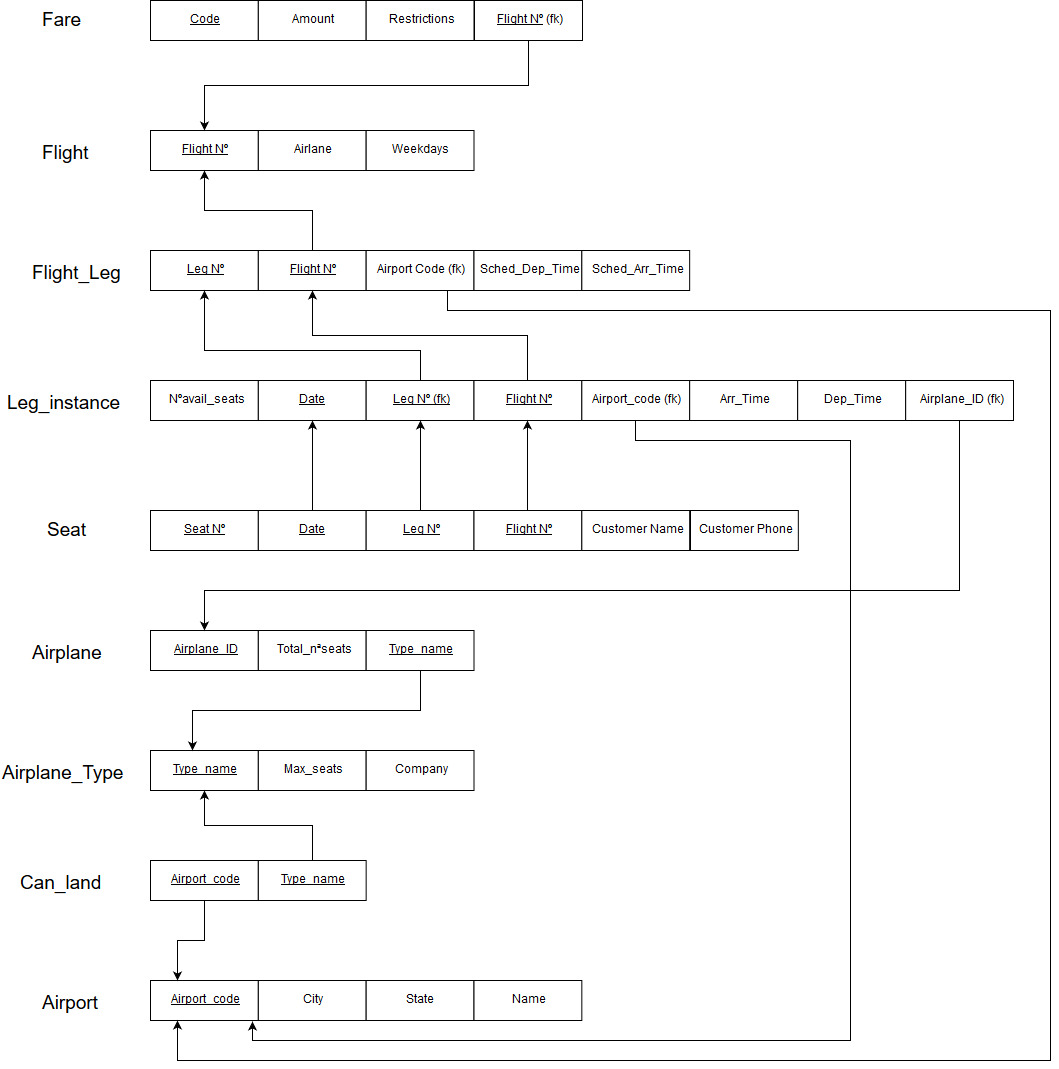 Fare
Code Amount Restrictions Flight Nº (fk)
Flight
Flight Nº Airlane Weekdays
Flight_Leg
Leg Nº Flight Nº Airport Code (fk) Sched_Dep_Time Sched_Arr_Time
Leg_instance
Nºavail_seats Date Leg Nº (fk) Flight Nº Airport_code (fk) Arr_Time Dep_Time Airplane_ID (fk)
Seat
Seat Nº Date Leg Nº Flight Nº Customer Name Customer Phone
Airplane
Airplane_ID Total_nªseats Type_name
Airplane_Type
Type_name Max_seats Company
Can_land
Airport_code Type_name
Airport
Airport_code City State Name